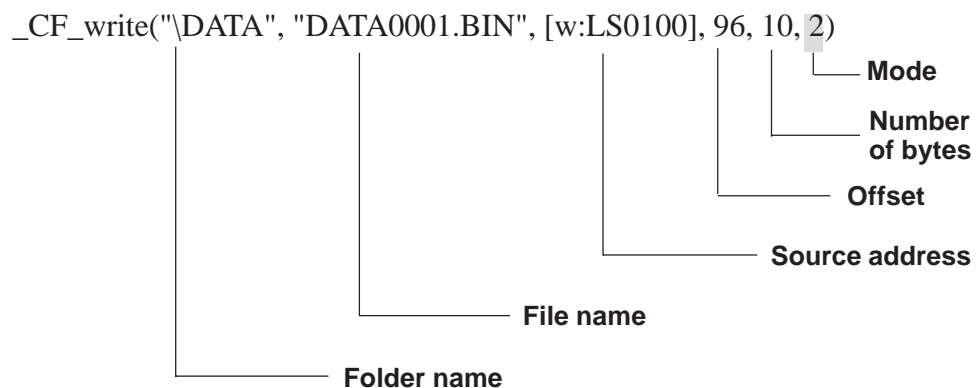 _CF_write("\DATA", "DATA0001.BIN", [w:LS0100], 96, 10, 2)
Mode
Number
of bytes
Offset
Source address
File name
Folder name